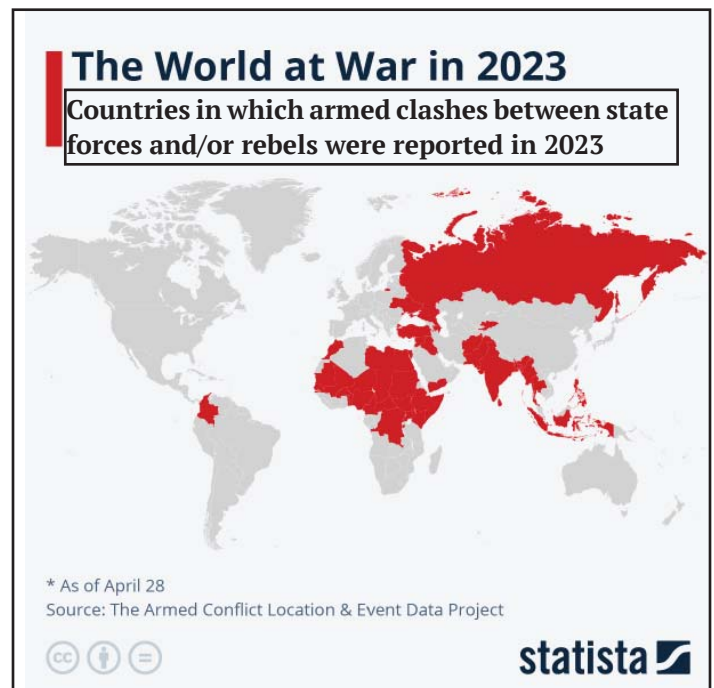 The World at War in 2023
Countries in which armed clashes between state
forces and/or rebels were reported in 2023
* As of April 28
Source: The Armed Conflict Location & Event Data Project
cc
statista